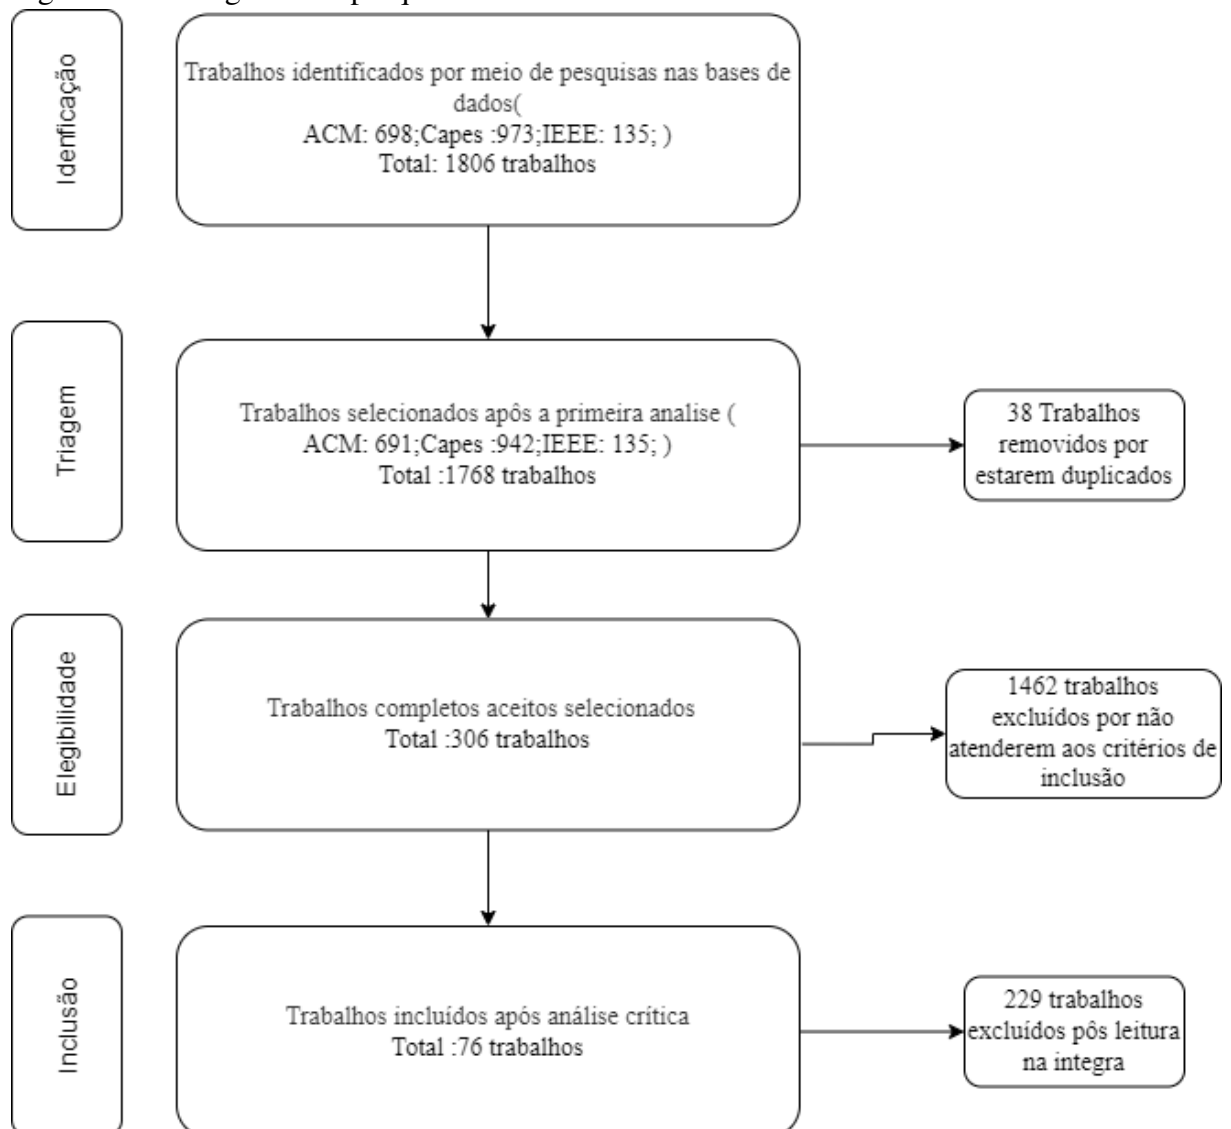 Idenficação
Trabalhos identificados por meio de pesquisas nas bases de
dados(
ACM: 698;Capes :973;IEEE: 135; )
Total: 1806 trabalhos
Triagem
Trabalhos selecionados após a primeira analise (
ACM: 691;Capes :942;IEEE: 135; )
Total :1768 trabalhos
38 Trabalhos
removidos por
estarem duplicados
Elegibilidade
Trabalhos completos aceitos selecionados
Total :306 trabalhos
1462 trabalhos
excluídos por não
atenderem aos critérios de
inclusão
Inclusão
Trabalhos incluídos após análise crítica
Total :76 trabalhos
229 trabalhos
excluídos pôs leitura
na integra